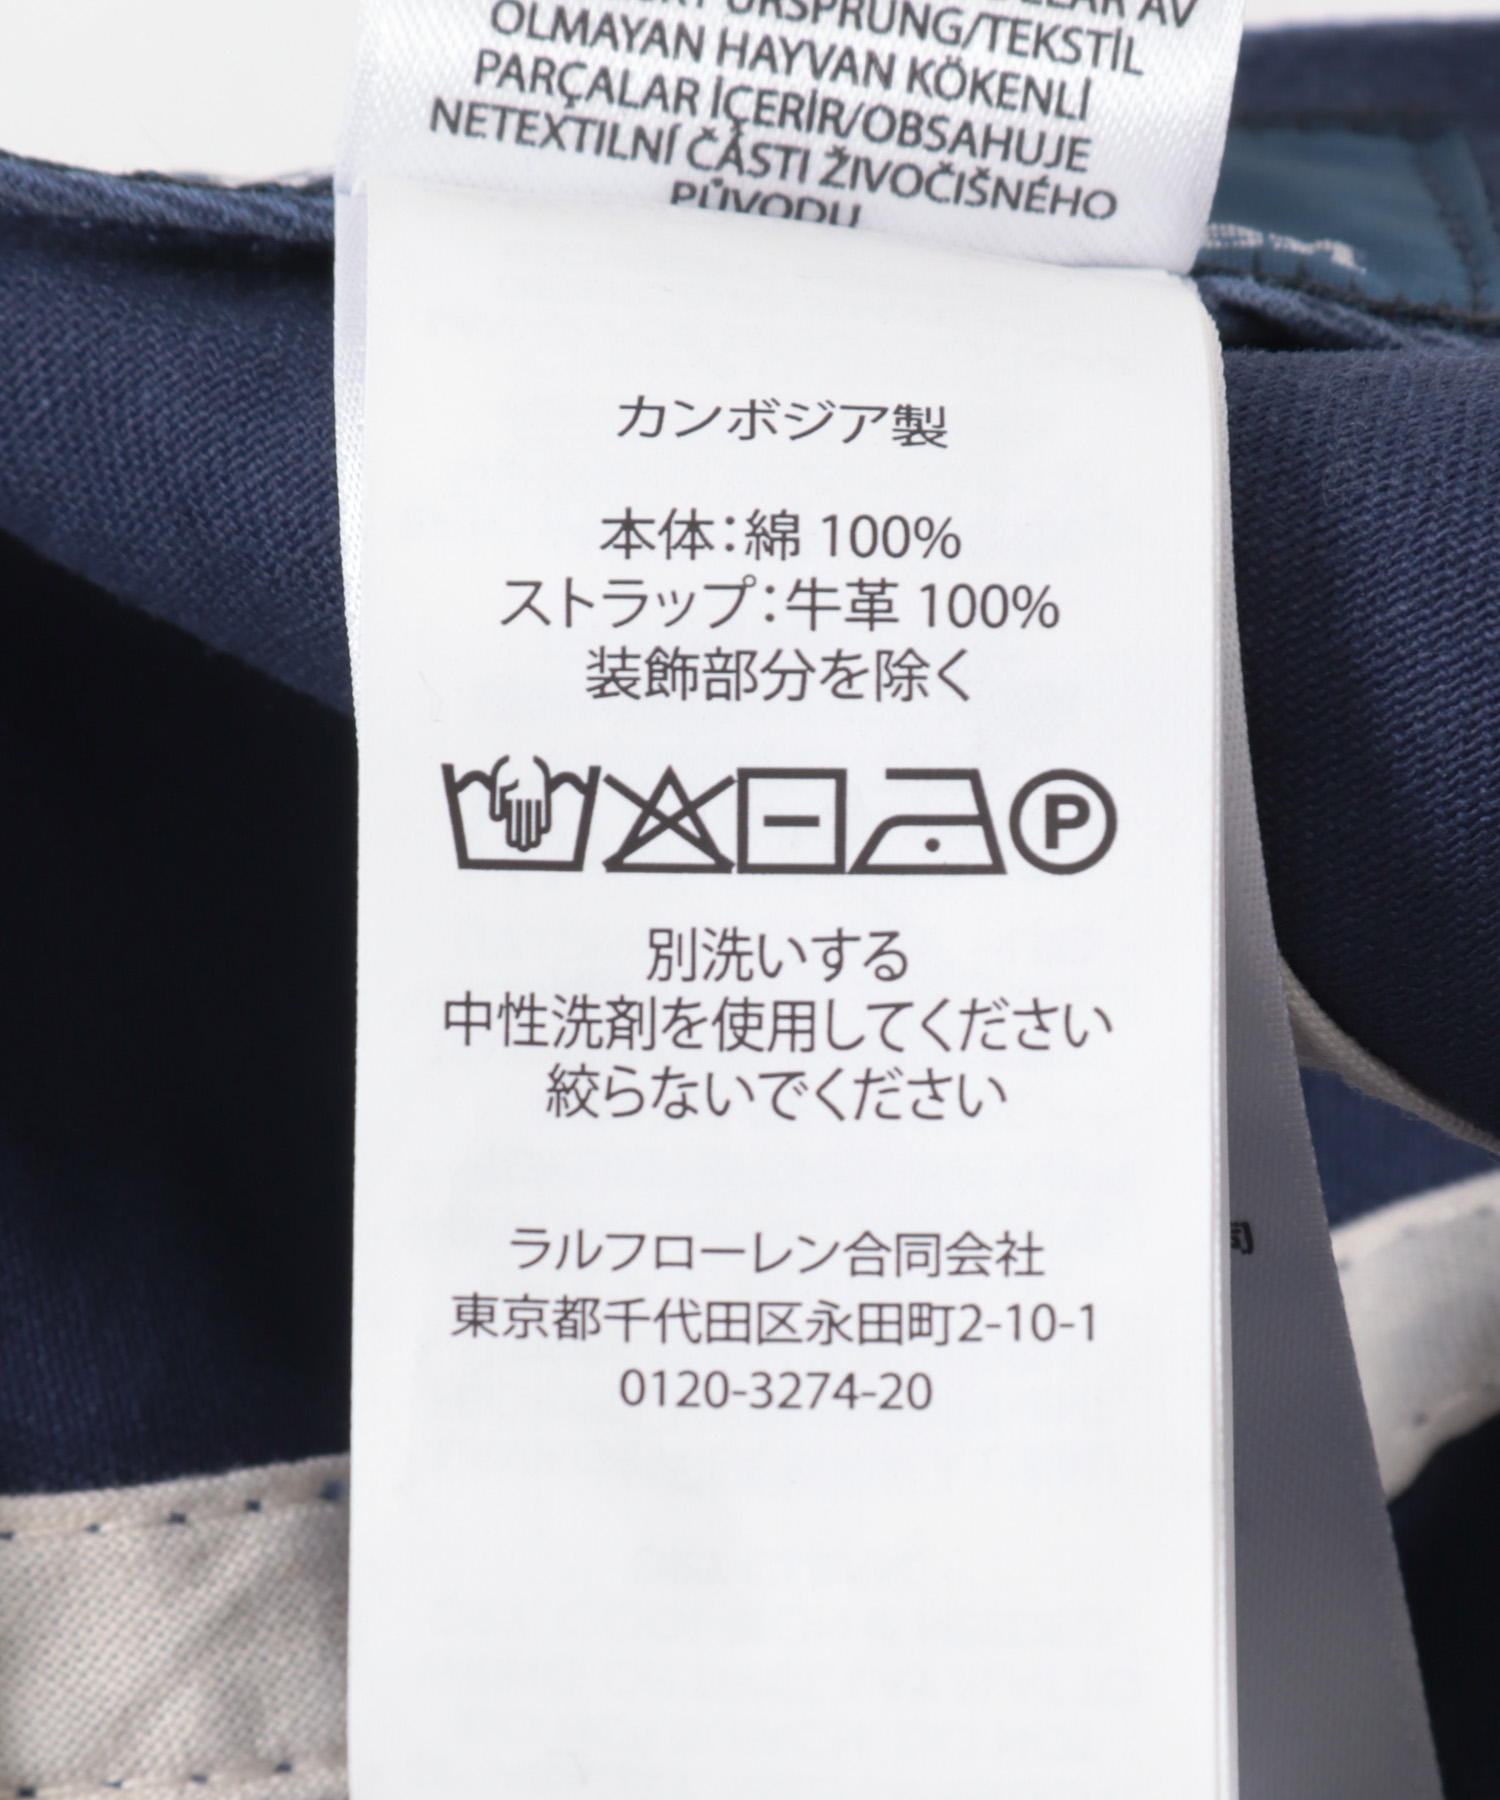 URSPRUNG/TEKSTİL
OLMAYAN HAYVAN KÖKENLİ
PARÇALAR İÇERİR/OBSAHUJE
NETEXTILNÍ ČÁSTI ŽIVOČIŠNÉHO
PŮVODU
カンボジア製
本体：綿 100%
ストラップ：牛革 100%
装飾部分を除く
P
別洗いする
中性洗剤を使用してください
絞らないでください
ラルフローレン合同会社
東京都千代田区永田町2-10-1
0120-3274-20